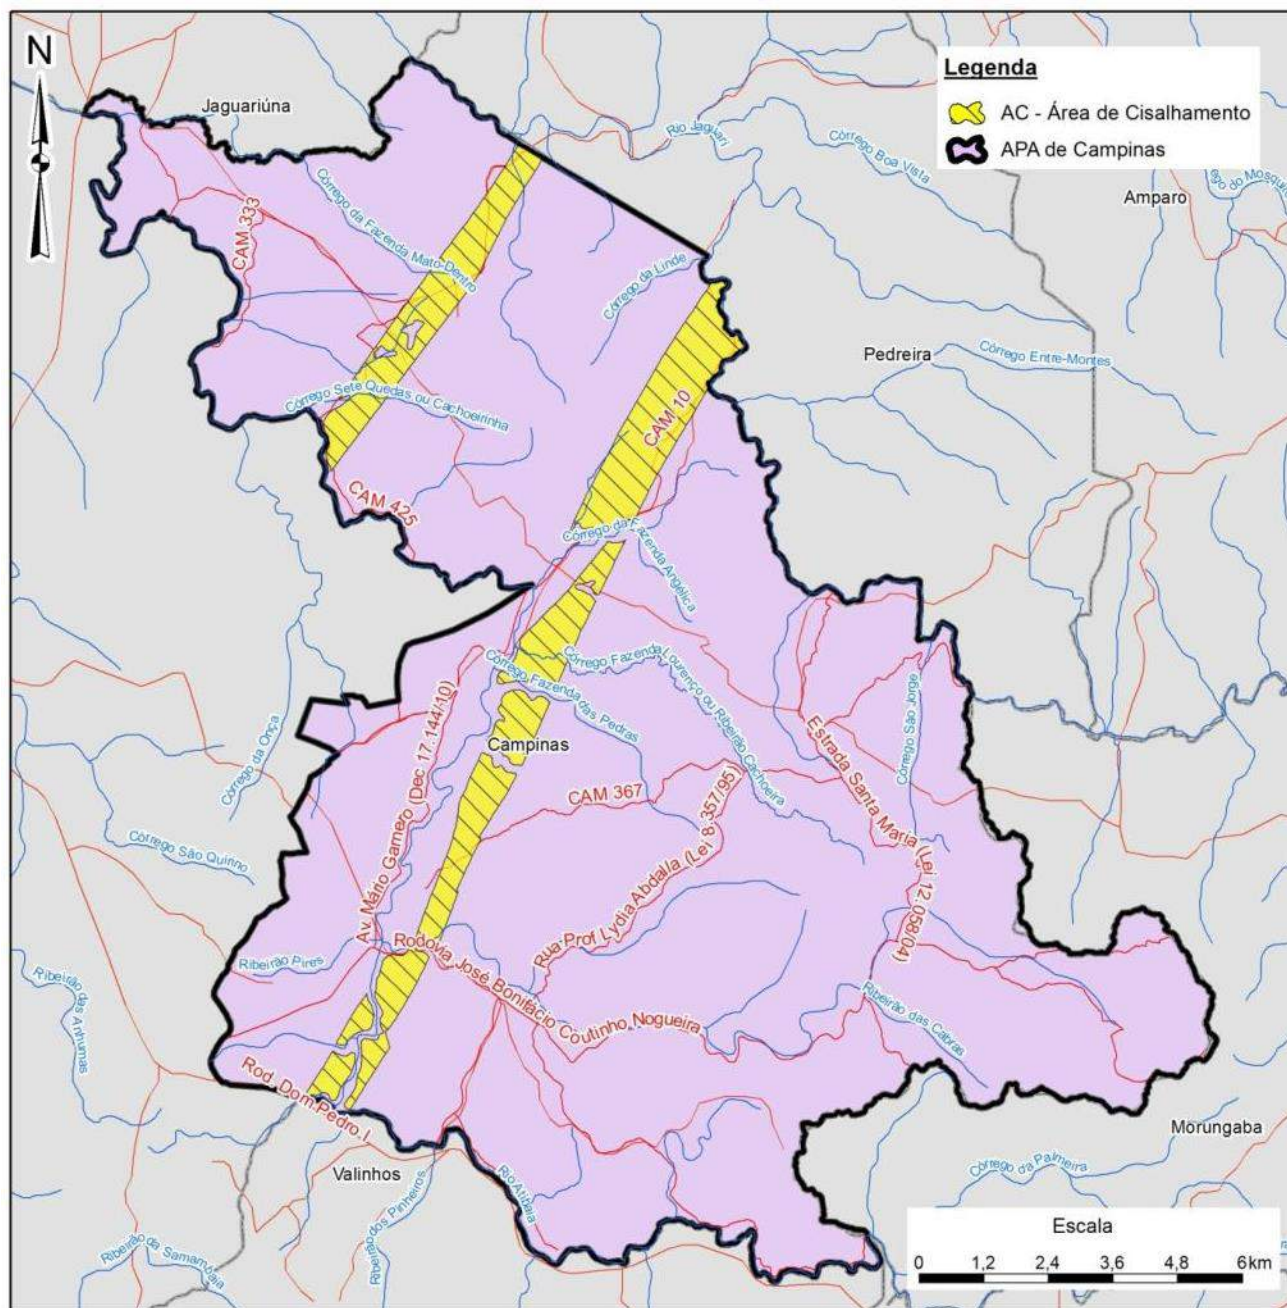 N
Legenda
AC - Área de Cisalhamento
APA de Campinas
Jaguariúna
Rio Jaguari
Córrego Boa Vista
Amparo
ego do Mosqui
CAM 333
Córrego da Fazenda Mato-Dentro
Córrego da Linde
Pedreira
Córrego Entre-Montes
Córrego Sete Quedas ou Cachoeirinha
CAM 10
CAM 425
Córrego da Fazenda Angélica
Córrego Fazenda Lourenço ou Ribeirão Cachoeira
Córrego Fazenda das Pedras
Córrego São Jorge
Córrego da Onça
Campinas
Av. Mário Garnero (Dec 17.144/10)
CAM 367
Estrada Santa Maria (Lei 12.058/04)
Rua Prof Lydia Abdalla (Lei 8.357/95)
Córrego São Quirino
Rodovia José Bonifácio Coutinho Nogueira
Ribeirão Pires
Ribeirão das Anhumas
Ribeirão das Cabras
Rod. Dom Pedro I
Morungaba
Valinhos
Córrego da Palmeira
Rio Atibaia
Ribeirão dos Pinheiros
Ribeirão da Samambaia
Escala
0 1,2 2,4 3,6 4,8 6 km